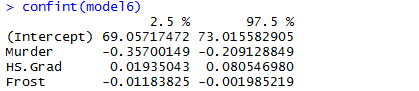 > confint(model6)
2.5 % 97.5 %
(Intercept) 69.05717472 73.015582905
Murder -0.35700149 -0.209128849
HS.Grad 0.01935043 0.080546980
Frost -0.01183825 -0.001985219